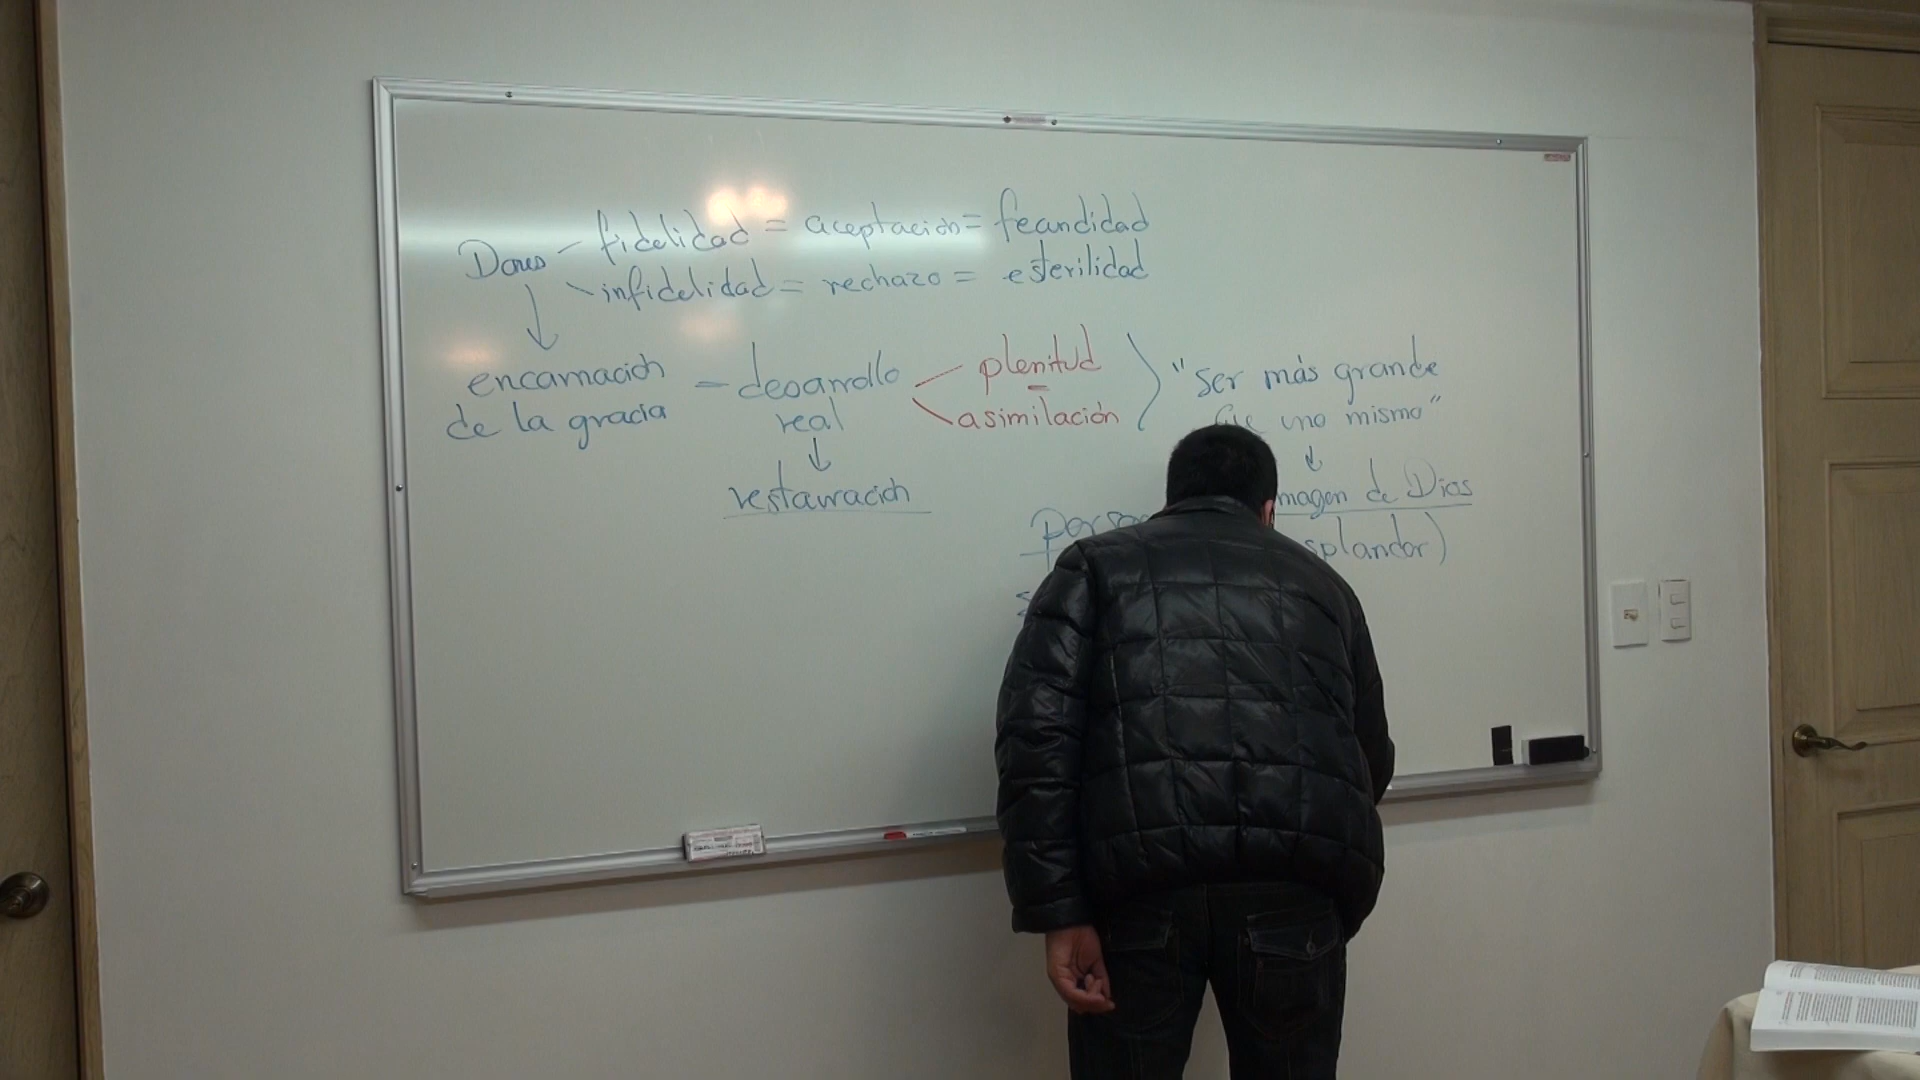 Dones - fidelidad = aceptación = fecundidad
- infidelidad = rechazo = esterilidad
encarnación
de la gracia
- desarrollo
real
restauración
plenitud
asimilación
"ser más grande
que uno mismo"
imagen de Dios